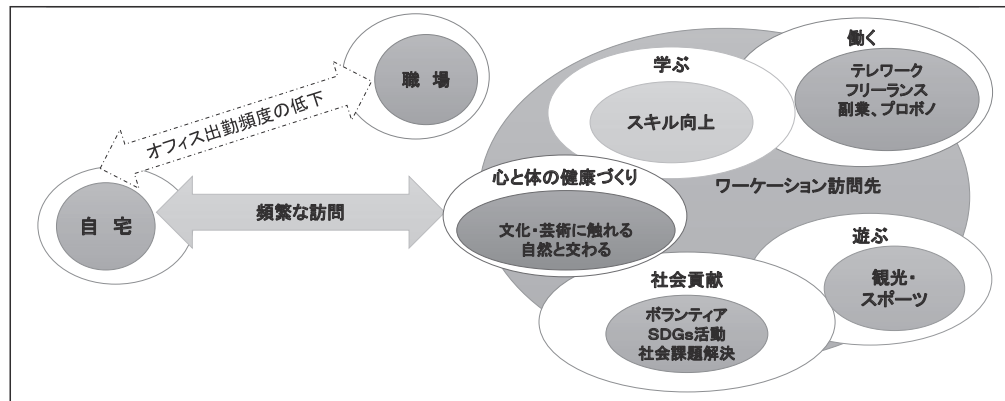 職 場
オフィス出勤頻度の低下
自 宅
頻繁な訪問
働く
テレワーク
フリーランス
副業、プロボノ
学ぶ
スキル向上
ワーケーション訪問先
心と体の健康づくり
文化・芸術に触れる
自然と交わる
遊ぶ
観光・
スポーツ
社会貢献
ボランティア
SDGs活動
社会課題解決